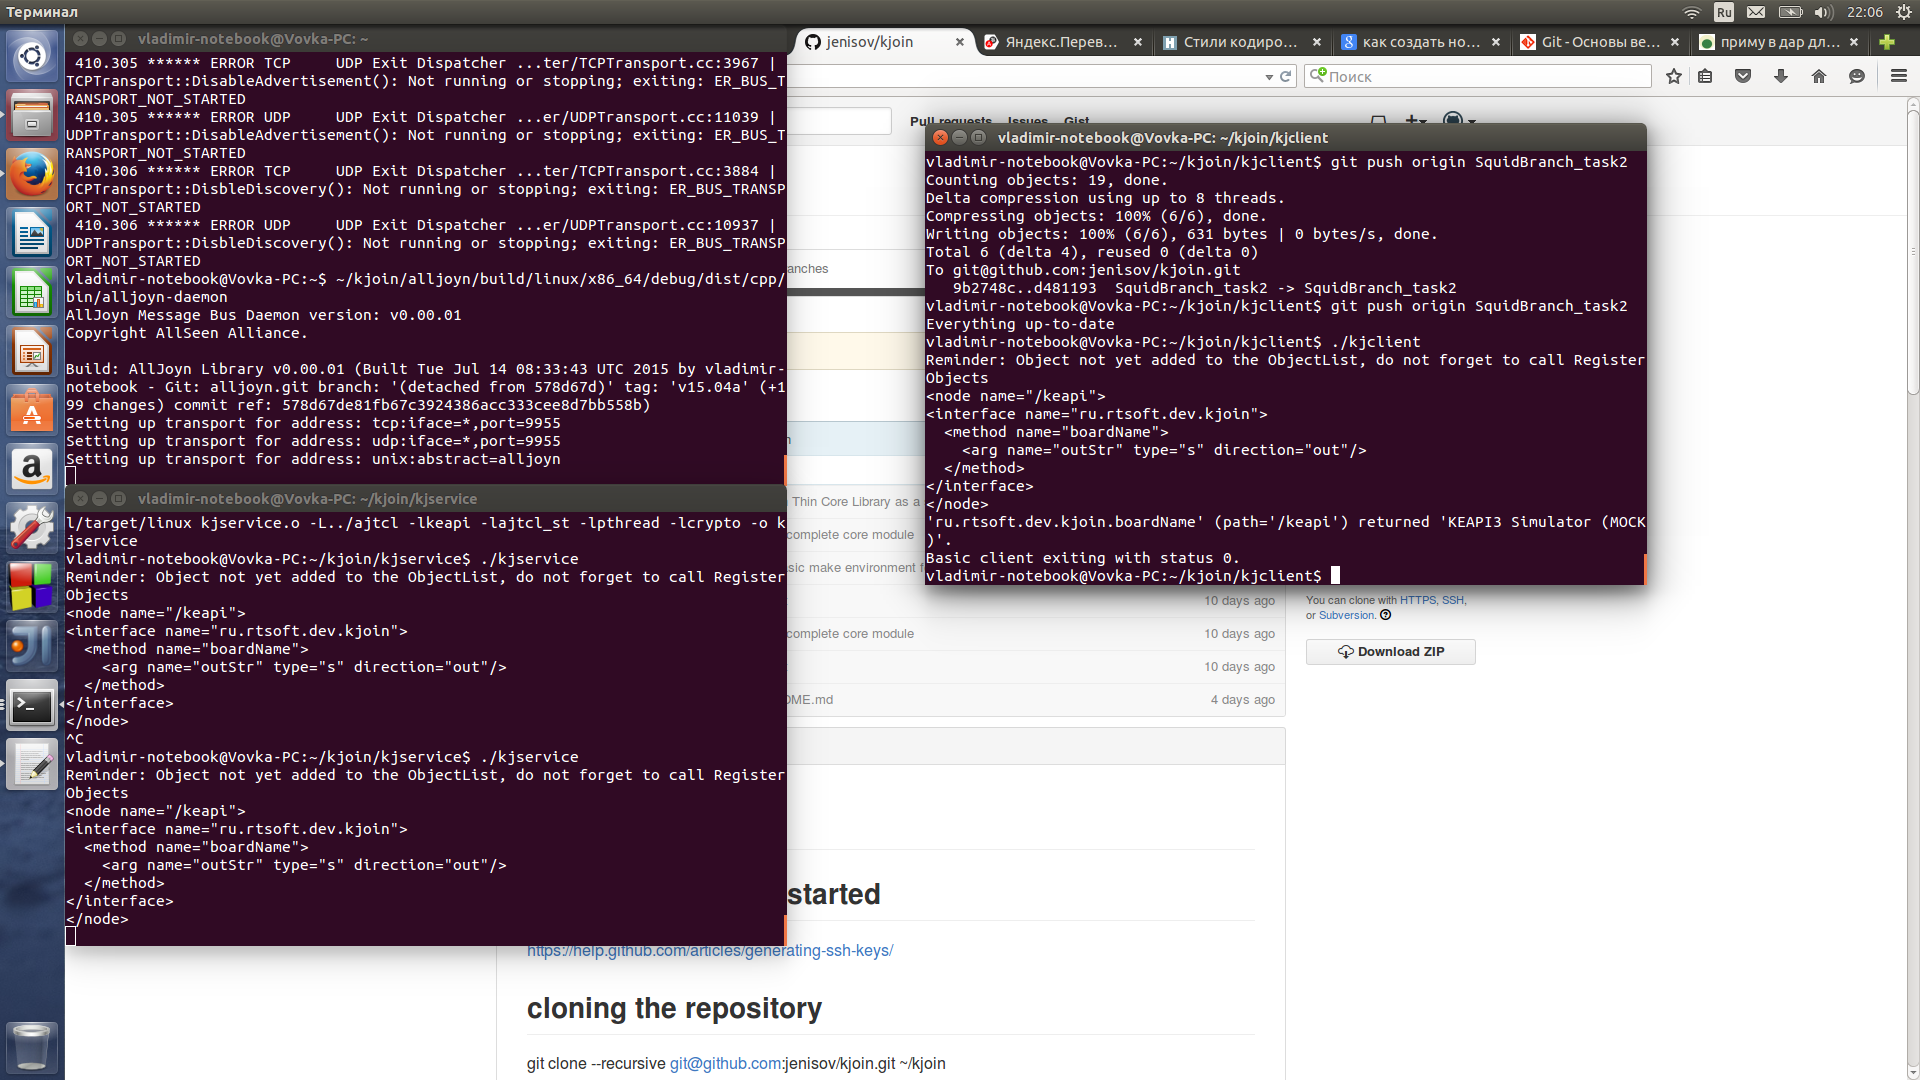 Терминал
Ru
22:06
vladimir-notebook@Vovka-PC: ~
410.305 ****** ERROR TCP     UDP Exit Dispatcher ...ter/TCPTransport.cc:3967 |
TCPTransport::DisableAdvertisement(): Not running or stopping; exiting: ER_BUS_T
RANSPORT_NOT_STARTED
410.305 ****** ERROR UDP     UDP Exit Dispatcher ...er/UDPTransport.cc:11039 |
UDPTransport::DisableAdvertisement(): Not running or stopping; exiting: ER_BUS_T
RANSPORT_NOT_STARTED
410.306 ****** ERROR TCP     UDP Exit Dispatcher ...ter/TCPTransport.cc:3884 |
TCPTransport::DisbleDiscovery(): Not running or stopping; exiting: ER_BUS_TRANSP
ORT_NOT_STARTED
410.306 ****** ERROR UDP     UDP Exit Dispatcher ...er/UDPTransport.cc:10937 |
UDPTransport::DisbleDiscovery(): Not running or stopping; exiting: ER_BUS_TRANSP
ORT_NOT_STARTED
vladimir-notebook@Vovka-PC:~$ ~/kjoin/alljoyn/build/linux/x86_64/debug/dist/cpp/
bin/alljoyn-daemon
AllJoyn Message Bus Daemon version: v0.00.01
Copyright AllSeen Alliance.
Build: AllJoyn Library v0.00.01 (Built Tue Jul 14 08:33:43 UTC 2015 by vladimir-
notebook - Git: alljoyn.git branch: '(detached from 578d67d)' tag: 'v15.04a' (+1
99 changes) commit ref: 578d67de81fb67c3924386acc333cee8d7bb558b)
Setting up transport for address: tcp:iface=*,port=9955
Setting up transport for address: udp:iface=*,port=9955
Setting up transport for address: unix:abstract=alljoyn
vladimir-notebook@Vovka-PC: ~/kjoin/kjservice
l/target/linux kjservice.o -L../ajtcl -lkeapi -lajtcl_st -lpthread -lcrypto -o k
jservice
vladimir-notebook@Vovka-PC:~/kjoin/kjservice$ ./kjservice
Reminder: Object not yet added to the ObjectList, do not forget to call Register
Objects
<node name="/keapi">
<interface name="ru.rtsoft.dev.kjoin">
  <method name="boardName">
    <arg name="outStr" type="s" direction="out"/>
  </method>
</interface>
</node>
^C
vladimir-notebook@Vovka-PC:~/kjoin/kjservice$ ./kjservice
Reminder: Object not yet added to the ObjectList, do not forget to call Register
Objects
<node name="/keapi">
<interface name="ru.rtsoft.dev.kjoin">
  <method name="boardName">
    <arg name="outStr" type="s" direction="out"/>
  </method>
</interface>
</node>
jenisov/kjoin
Яндекс.Перев...
Стили кодиро...
как создать но...
Git - Основы ве...
приму в дар дл...
Поиск
Pull requests Issues Gist
vladimir-notebook@Vovka-PC: ~/kjoin/kjclient
vladimir-notebook@Vovka-PC:~/kjoin/kjclient$ git push origin SquidBranch_task2
Counting objects: 19, done.
Delta compression using up to 8 threads.
Compressing objects: 100% (6/6), done.
Writing objects: 100% (6/6), 631 bytes | 0 bytes/s, done.
Total 6 (delta 4), reused 0 (delta 0)
To git@github.com:jenisov/kjoin.git
   9b2748c..d481193  SquidBranch_task2 -> SquidBranch_task2
vladimir-notebook@Vovka-PC:~/kjoin/kjclient$ git push origin SquidBranch_task2
Everything up-to-date
vladimir-notebook@Vovka-PC:~/kjoin/kjclient$ ./kjclient
Reminder: Object not yet added to the ObjectList, do not forget to call Register
Objects
<node name="/keapi">
<interface name="ru.rtsoft.dev.kjoin">
  <method name="boardName">
    <arg name="outStr" type="s" direction="out"/>
  </method>
</interface>
</node>
'ru.rtsoft.dev.kjoin.boardName' (path='/keapi') returned 'KEAPI3 Simulator (MOCK
)'.
Basic client exiting with status 0.
vladimir-notebook@Vovka-PC:~/kjoin/kjclient$
anches
Thin Core Library as a
complete core module
sic make environment f
10 days ago
complete core module 10 days ago
10 days ago
OME.md 4 days ago
You can clone with HTTPS, SSH,
or Subversion.
Download ZIP
started
https://help.github.com/articles/generating-ssh-keys/
cloning the repository
git clone --recursive git@github.com:jenisov/kjoin.git ~/kjoin